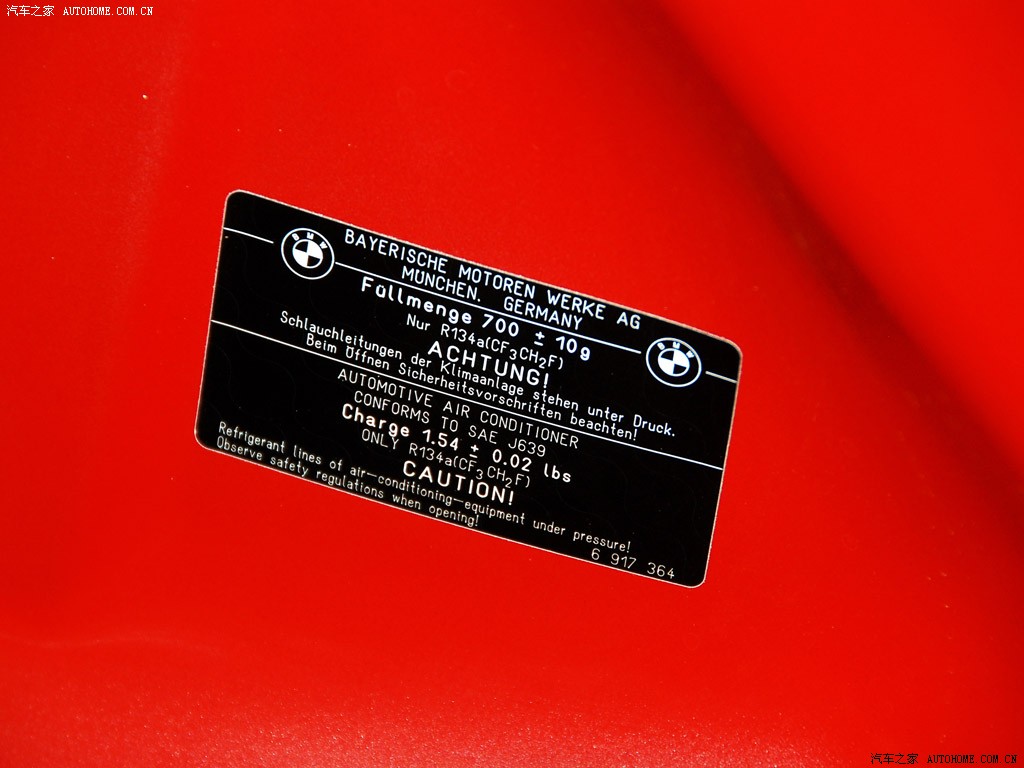 汽车之家 AUTOHOME.COM.CN
BMW
BAYERISCHE MOTOREN WERKE AG
MÜNCHEN. GERMANY
BMW
Füllmenge 700 ± 10g
Nur R134a(CF3CH2F)
ACHTUNG!
Schlauchleitungen der Klimaanlage stehen unter Druck.
Beim Öffnen Sicherheitsvorschriften beachten!
AUTOMOTIVE AIR CONDITIONER
CONFORMS TO SAE J639
Charge 1.54 ± 0.02 lbs
ONLY R134a(CF3CH2F)
CAUTION!
Refrigerant lines of air-conditioning-equipment under pressure!
Observe safety regulations when opening!
6 917 364
汽车之家 AUTOHOME.COM.CN